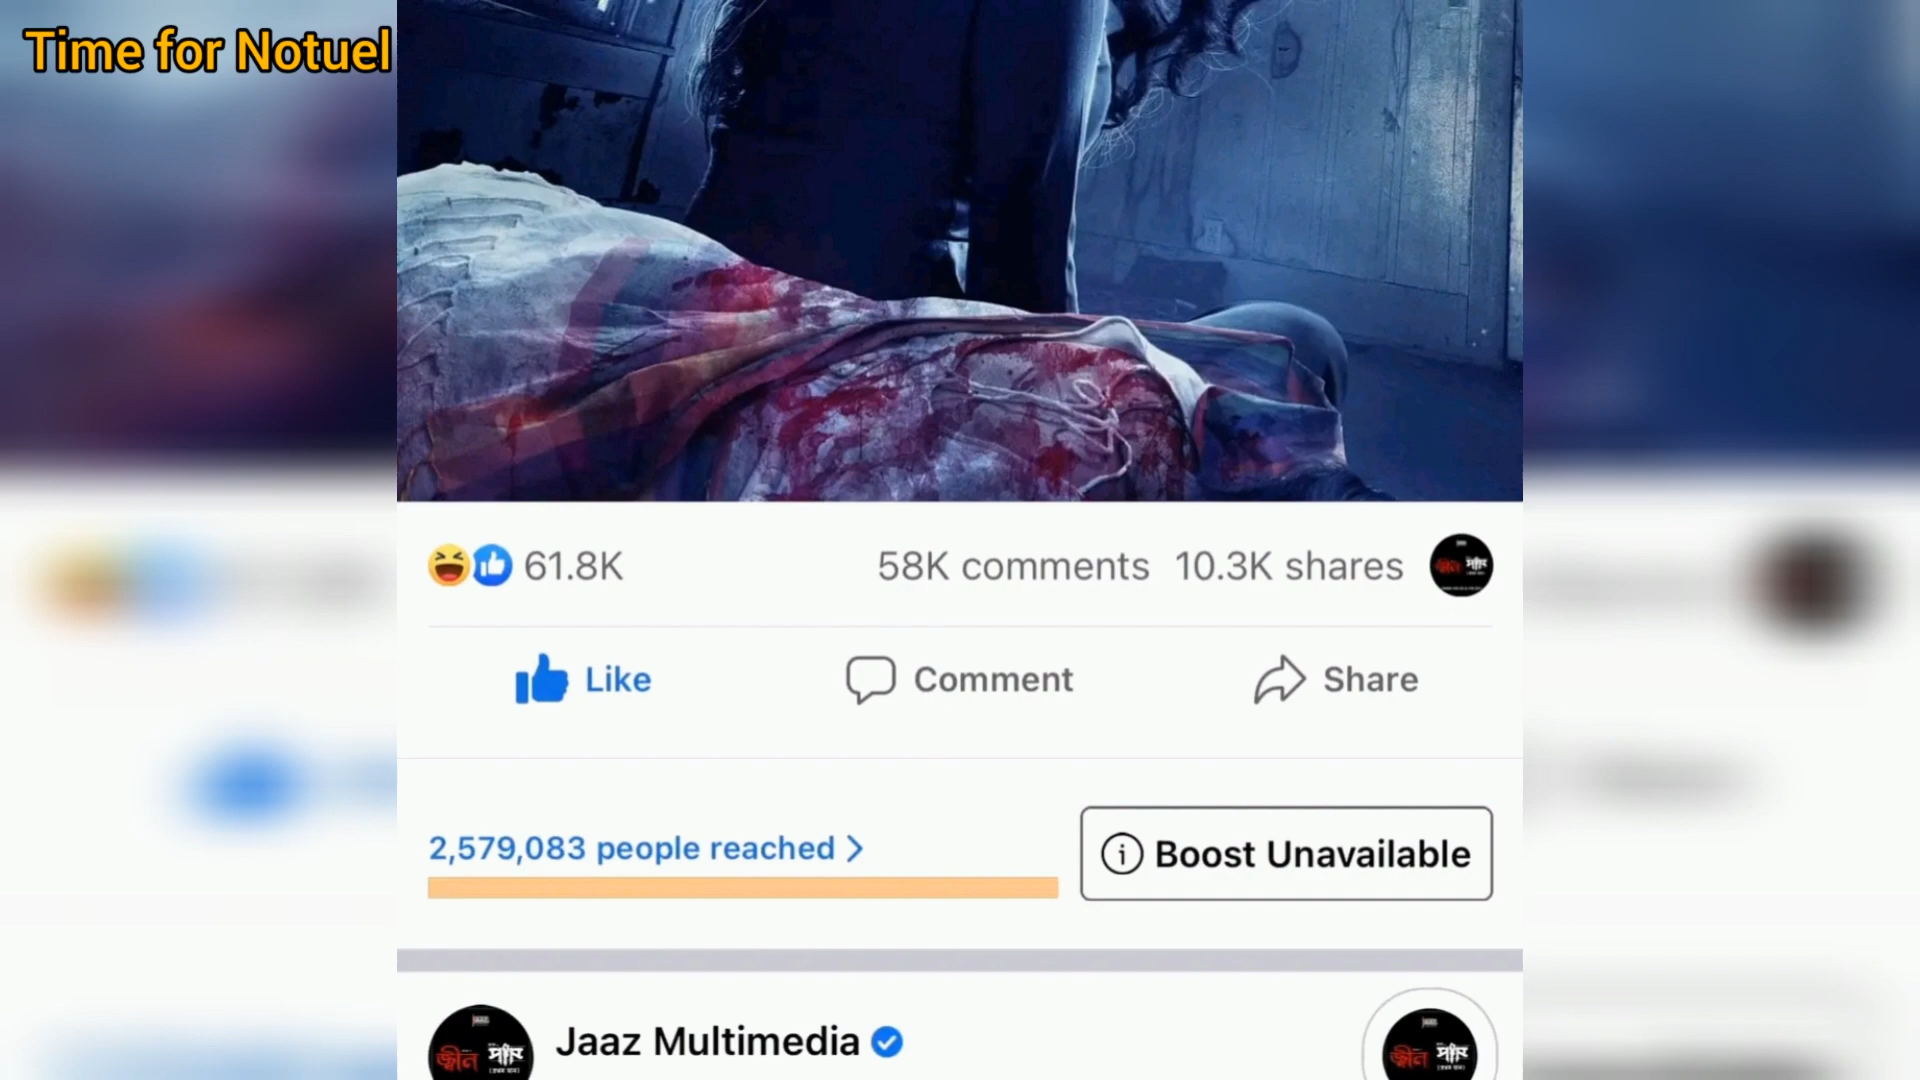 Time for Notuel
61.8K
58K comments 10.3K shares
Like
Comment
Share
2,579,083 people reached
Boost Unavailable
Jaaz Multimedia
জ্বীন